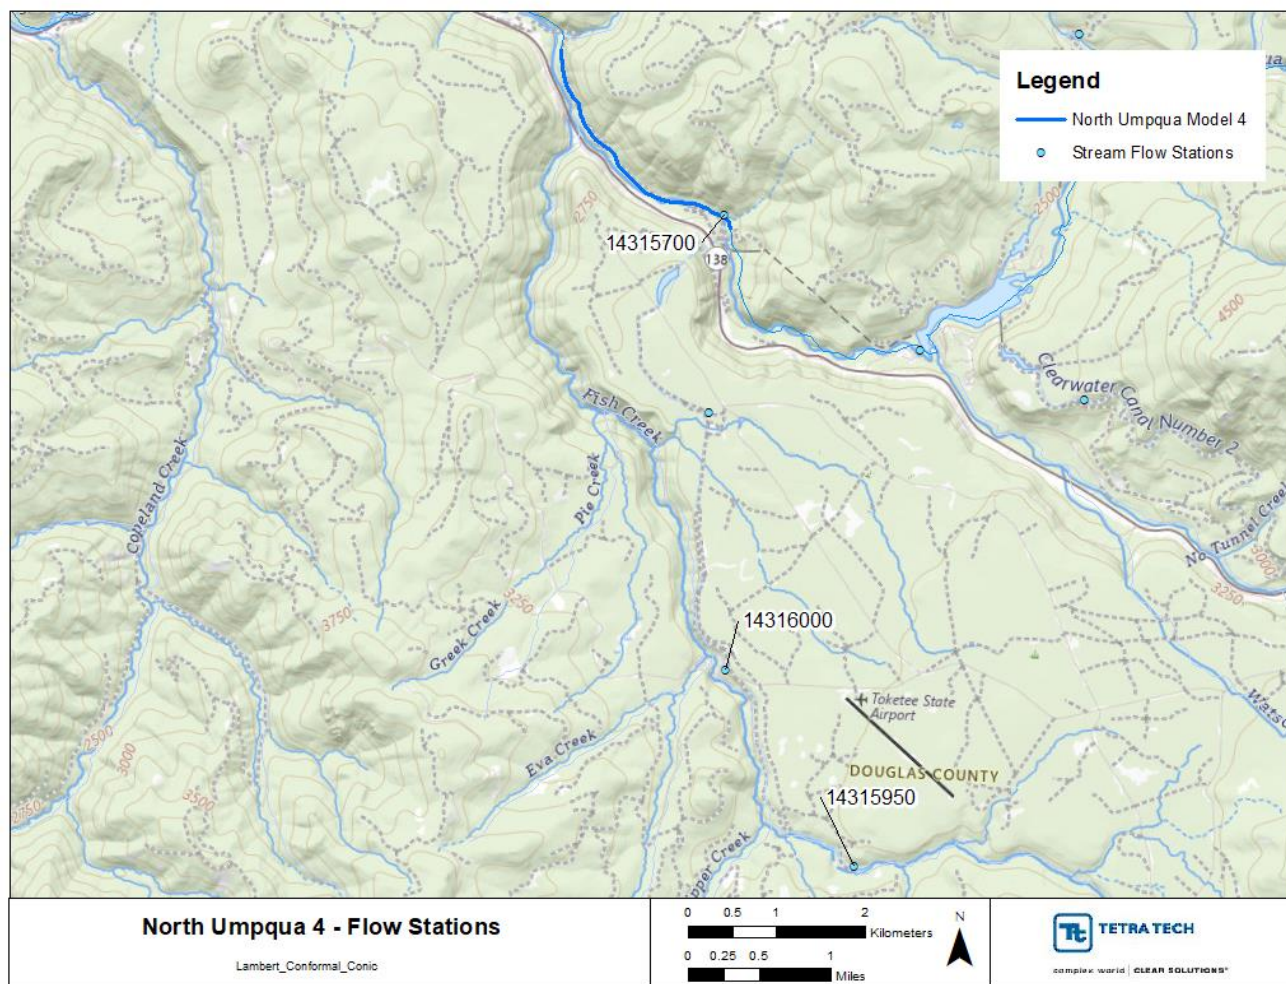 Legend
North Umpqua Model 4
Stream Flow Stations
2500
2750
14315700
138
4500
Clearwater Canal Number 2
Fish Creek
Copeland Creek
Pie Creek
No Tunnel Creek
3000
3250
3250
3750
Greek Creek
14316000
Toketee State
Airport
2500
3000
Eva Creek
DOUGLAS COUNTY
14315950
3500
2750
North Umpqua 4 - Flow Stations
Lambert_Conformal_Conic
0 0.5 1 2
Kilometers
0 0.25 0.5 1
Miles
N
Tt TETRA TECH
complex world | CLEAR SOLUTIONS®